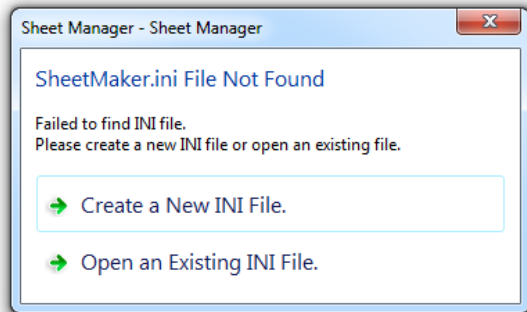 Sheet Manager - Sheet Manager
SheetMaker.ini File Not Found
Failed to find INI file.
Please create a new INI file or open an existing file.
Create a New INI File.
Open an Existing INI File.